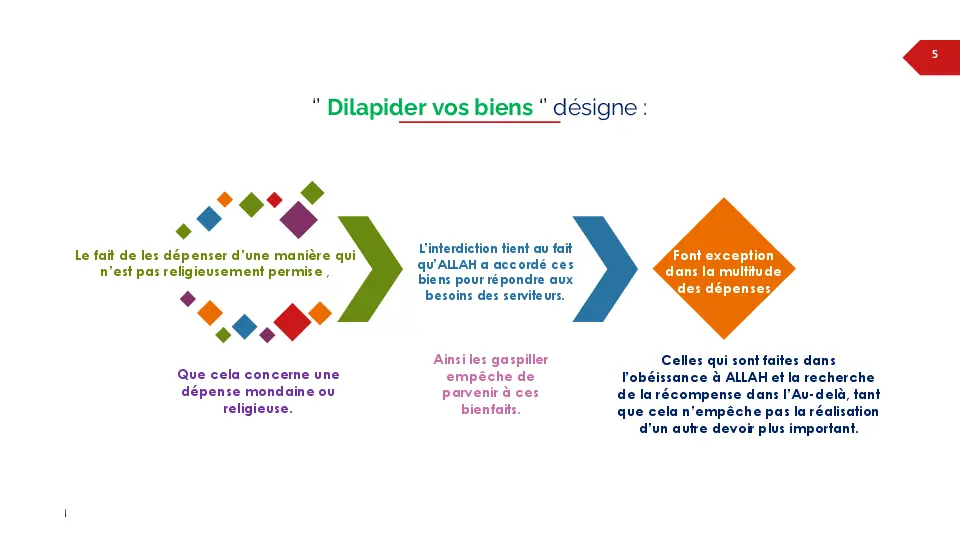 5
‘’ Dilapider vos biens ‘’ désigne :
Le fait de les dépenser d’une manière qui
n’est pas religieusement permise ,
Que cela concerne une
dépense mondaine ou
religieuse.
L’interdiction tient au fait
qu’ALLAH a accordé ces
biens pour répondre aux
besoins des serviteurs.
Ainsi les gaspiller
empêche de
parvenir à ces
bienfaits.
Font exception
dans la multitude
des dépenses
Celles qui sont faites dans
l’obéissance à ALLAH et la recherche
de la récompense dans l’Au-delà, tant
que cela n’empêche pas la réalisation
d’un autre devoir plus important.